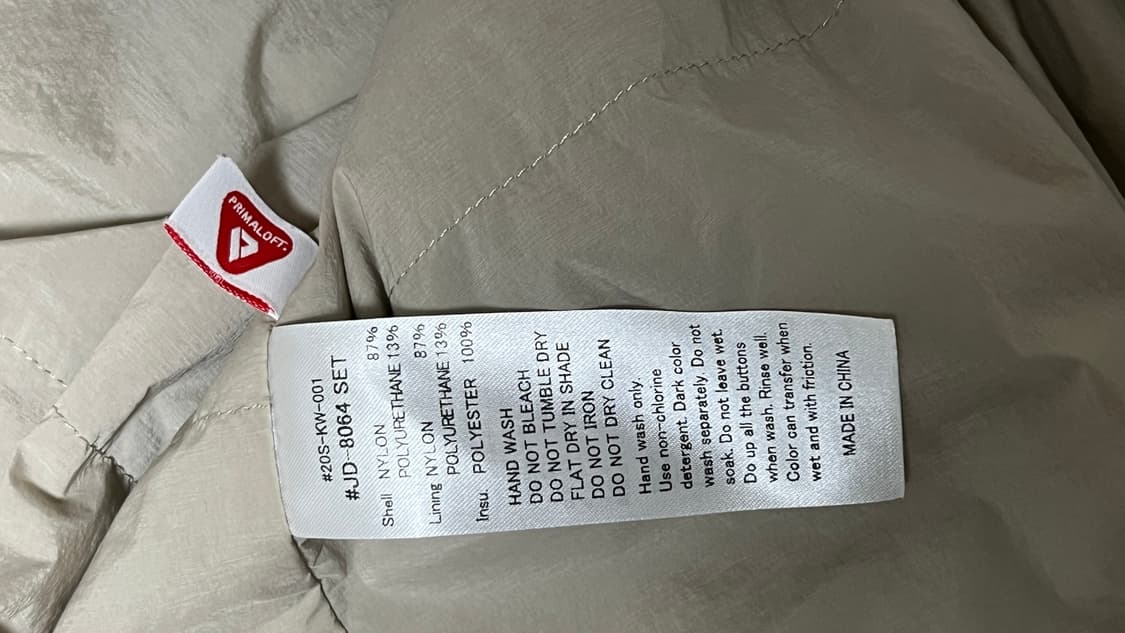 PRIMALOFT®
#20S-KW-001
#JD-8064 SET
Shell NYLON 87%
POLYURETHANE 13%
Lining NYLON 87%
POLYURETHANE 13%
Insu. POLYESTER 100%
HAND WASH
DO NOT BLEACH
DO NOT TUMBLE DRY
FLAT DRY IN SHADE
DO NOT IRON
DO NOT DRY CLEAN
Hand wash only.
Use non-chlorine
detergent. Dark color
wash separately. Do not
soak. Do not leave wet.
Do up all the buttons
when wash. Rinse well.
Color can transfer when
wet and with friction.
MADE IN CHINA